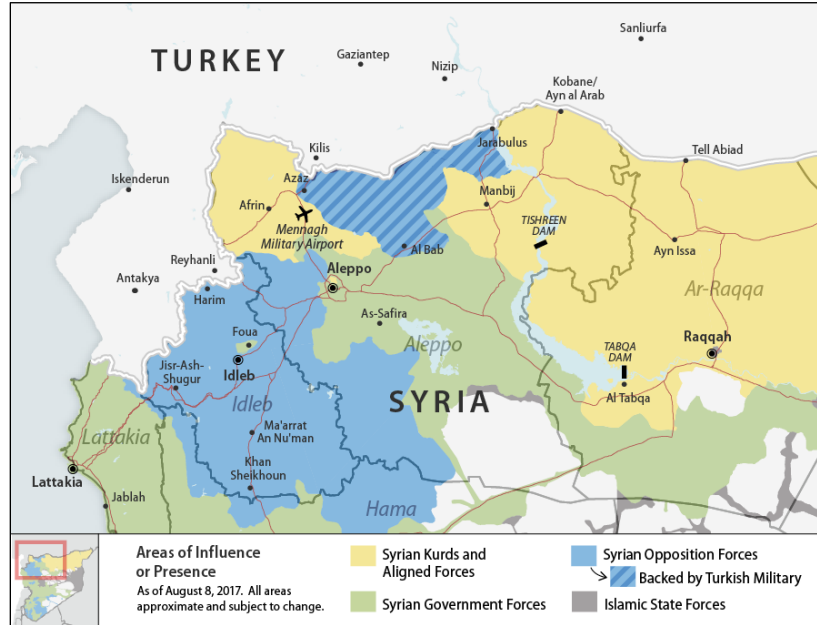 Sanliurfa
TURKEY
Gaziantep
Nizip
Kobane/
Ayn al Arab
Kilis
Jarabulus
Tell Abiad
Iskenderun
Azaz
Manbij
Afrin
Mennagh
Military Airport
TISHREEN
DAM
Al Bab
Ayn Issa
Reyhanli
Antakya
Aleppo
Harim
Ar-Raqqa
As-Safira
Foua
Aleppo
Raqqah
TABQA
DAM
Idleb
Jisr-Ash-
Shugur
Al Tabqa
Idleb
SYRIA
Ma'arrat
An Nu'man
Lattakia
Khan
Sheikhoun
Lattakia
Jablah
Hama
Areas of Influence
or Presence
As of August 8, 2017. All areas
approximate and subject to change.
Syrian Kurds and
Aligned Forces
Syrian Government Forces
Syrian Opposition Forces
Backed by Turkish Military
Islamic State Forces